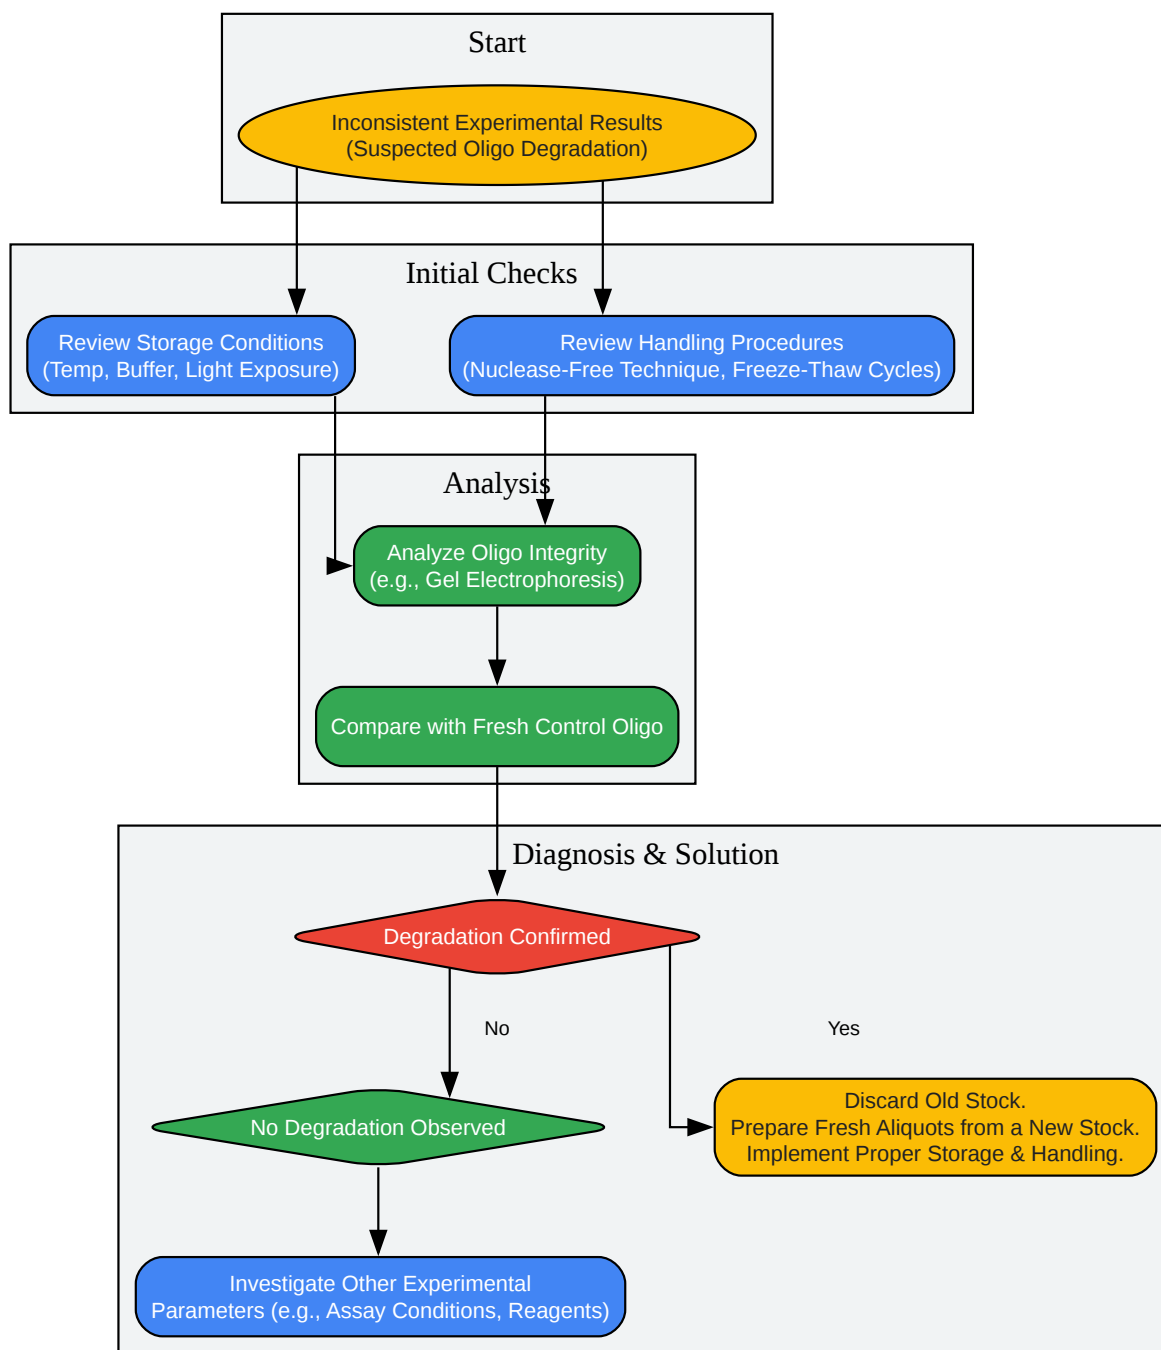 Start
Inconsistent Experimental Results
(Suspected Oligo Degradation)
Initial Checks
Review Storage Conditions
(Temp, Buffer, Light Exposure)
Review Handling Procedures
(Nuclease-Free Technique, Freeze-Thaw Cycles)
Analysis
Analyze Oligo Integrity
(e.g., Gel Electrophoresis)
Compare with Fresh Control Oligo
Diagnosis & Solution
Degradation Confirmed
No
Yes
No Degradation Observed
Discard Old Stock.
Prepare Fresh Aliquots from a New Stock.
Implement Proper Storage & Handling.
Investigate Other Experimental
Parameters (e.g., Assay Conditions, Reagents)